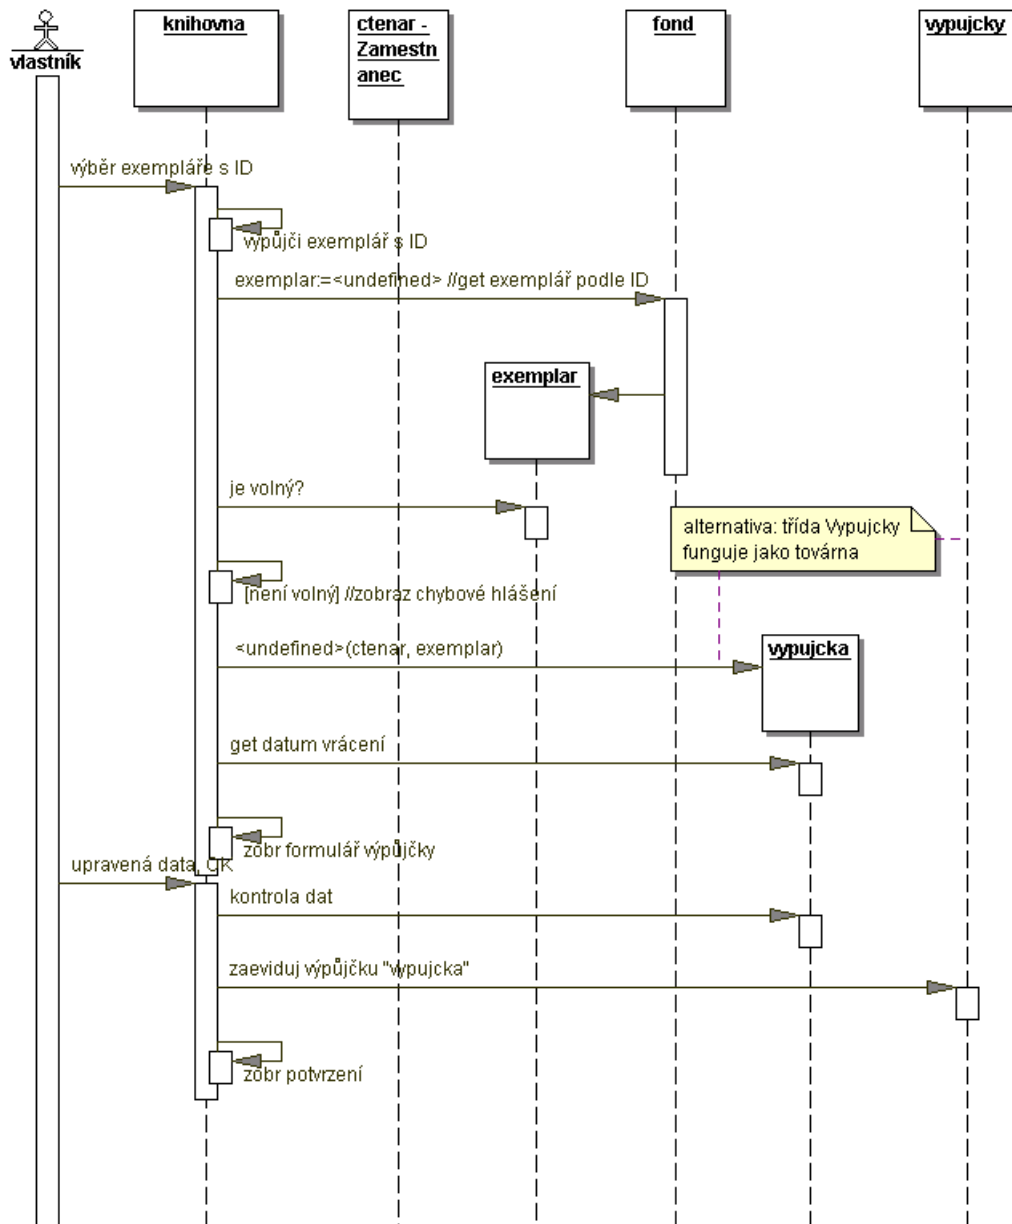 vlastník
knihovna
ctenar -
Zamestn
anec
fond
vypujcky
výběr exempláře s ID
vypůjči exemplář s ID
exemplar:=<undefined> //get exemplář podle ID
exemplar
je volný?
alternativa: třída Vypujcky
funguje jako továrna
[není volný] //zobraz chybové hlášení
<undefined>(ctenar, exemplar)
vypujcka
get datum vrácení
zobr formulář výpůjčky
upravená data, OK
kontrola dat
zaeviduj výpůjčku "vypujcka"
zobr potvrzení